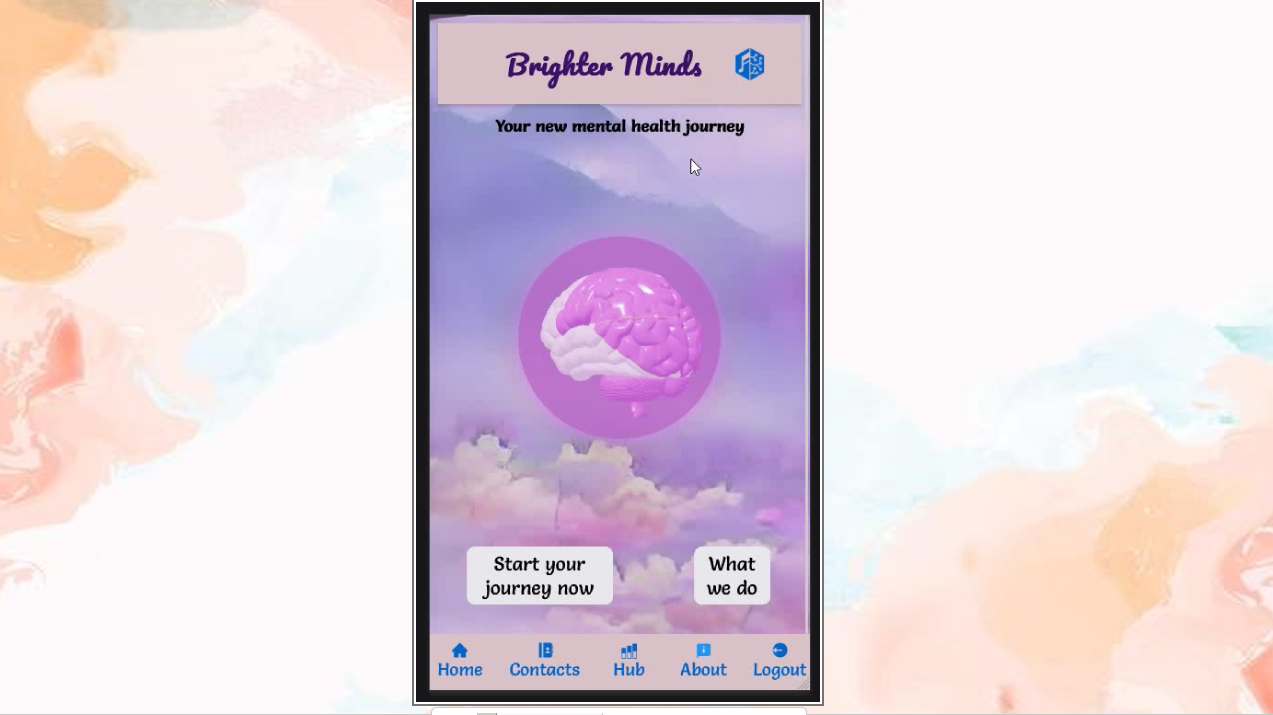 Brighter Minds
Your new mental health journey
Start your
journey now
What
we do
Home Contacts Hub About Logout